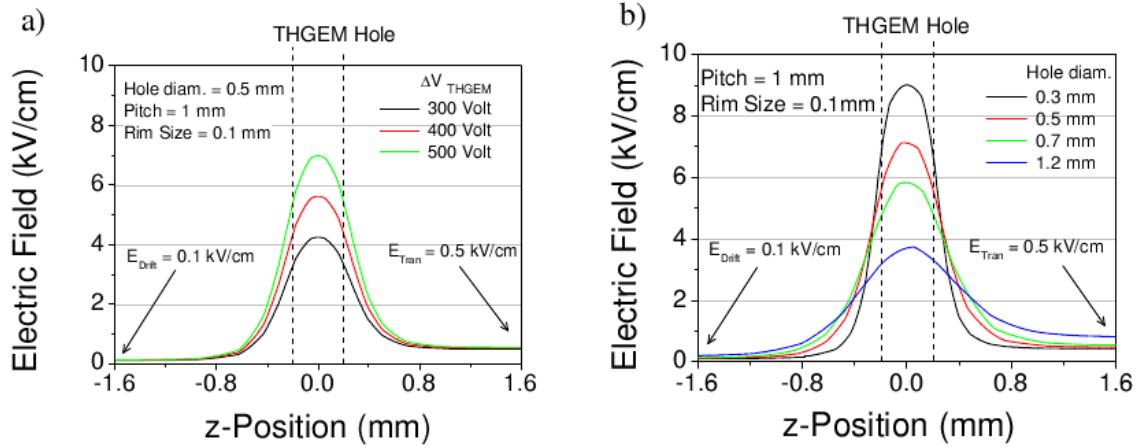 a)
THGEM Hole
Hole diam. = 0.5 mm
Pitch = 1 mm
Rim Size = 0.1 mm
ΔV THGEM
300 Volt
400 Volt
500 Volt
E Drift = 0.1 kV/cm
E Tran = 0.5 kV/cm
Electric Field (kV/cm)
10
8
6
4
2
0
-1.6 -0.8 0.0 0.8 1.6
z-Position (mm)
b)
THGEM Hole
Pitch = 1 mm
Rim Size = 0.1mm
Hole diam.
0.3 mm
0.5 mm
0.7 mm
1.2 mm
E Drift = 0.1 kV/cm
E Tran = 0.5 kV/cm
Electric Field (kV/cm)
10
8
6
4
2
0
-1.6 -0.8 0.0 0.8 1.6
z-Position (mm)